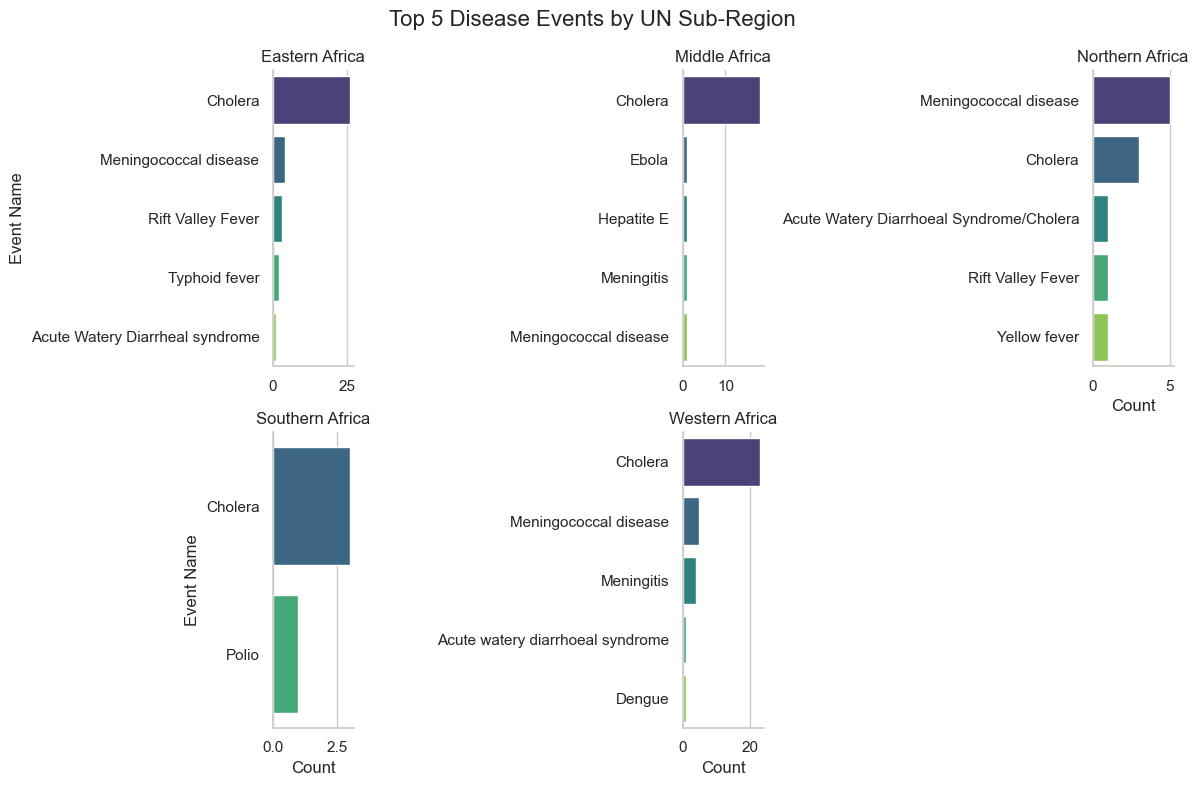 Top 5 Disease Events by UN Sub-Region
Eastern Africa
Event Name
Cholera
Meningococcal disease
Rift Valley Fever
Typhoid fever
Acute Watery Diarrheal syndrome
0 25
Middle Africa
Cholera
Ebola
Hepatite E
Meningitis
Meningococcal disease
0 10
Northern Africa
Meningococcal disease
Cholera
Acute Watery Diarrhoeal Syndrome/Cholera
Rift Valley Fever
Yellow fever
0 5
Count
Southern Africa
Event Name
Cholera
Polio
0.0 2.5
Count
Western Africa
Cholera
Meningococcal disease
Meningitis
Acute watery diarrhoeal syndrome
Dengue
0 20
Count